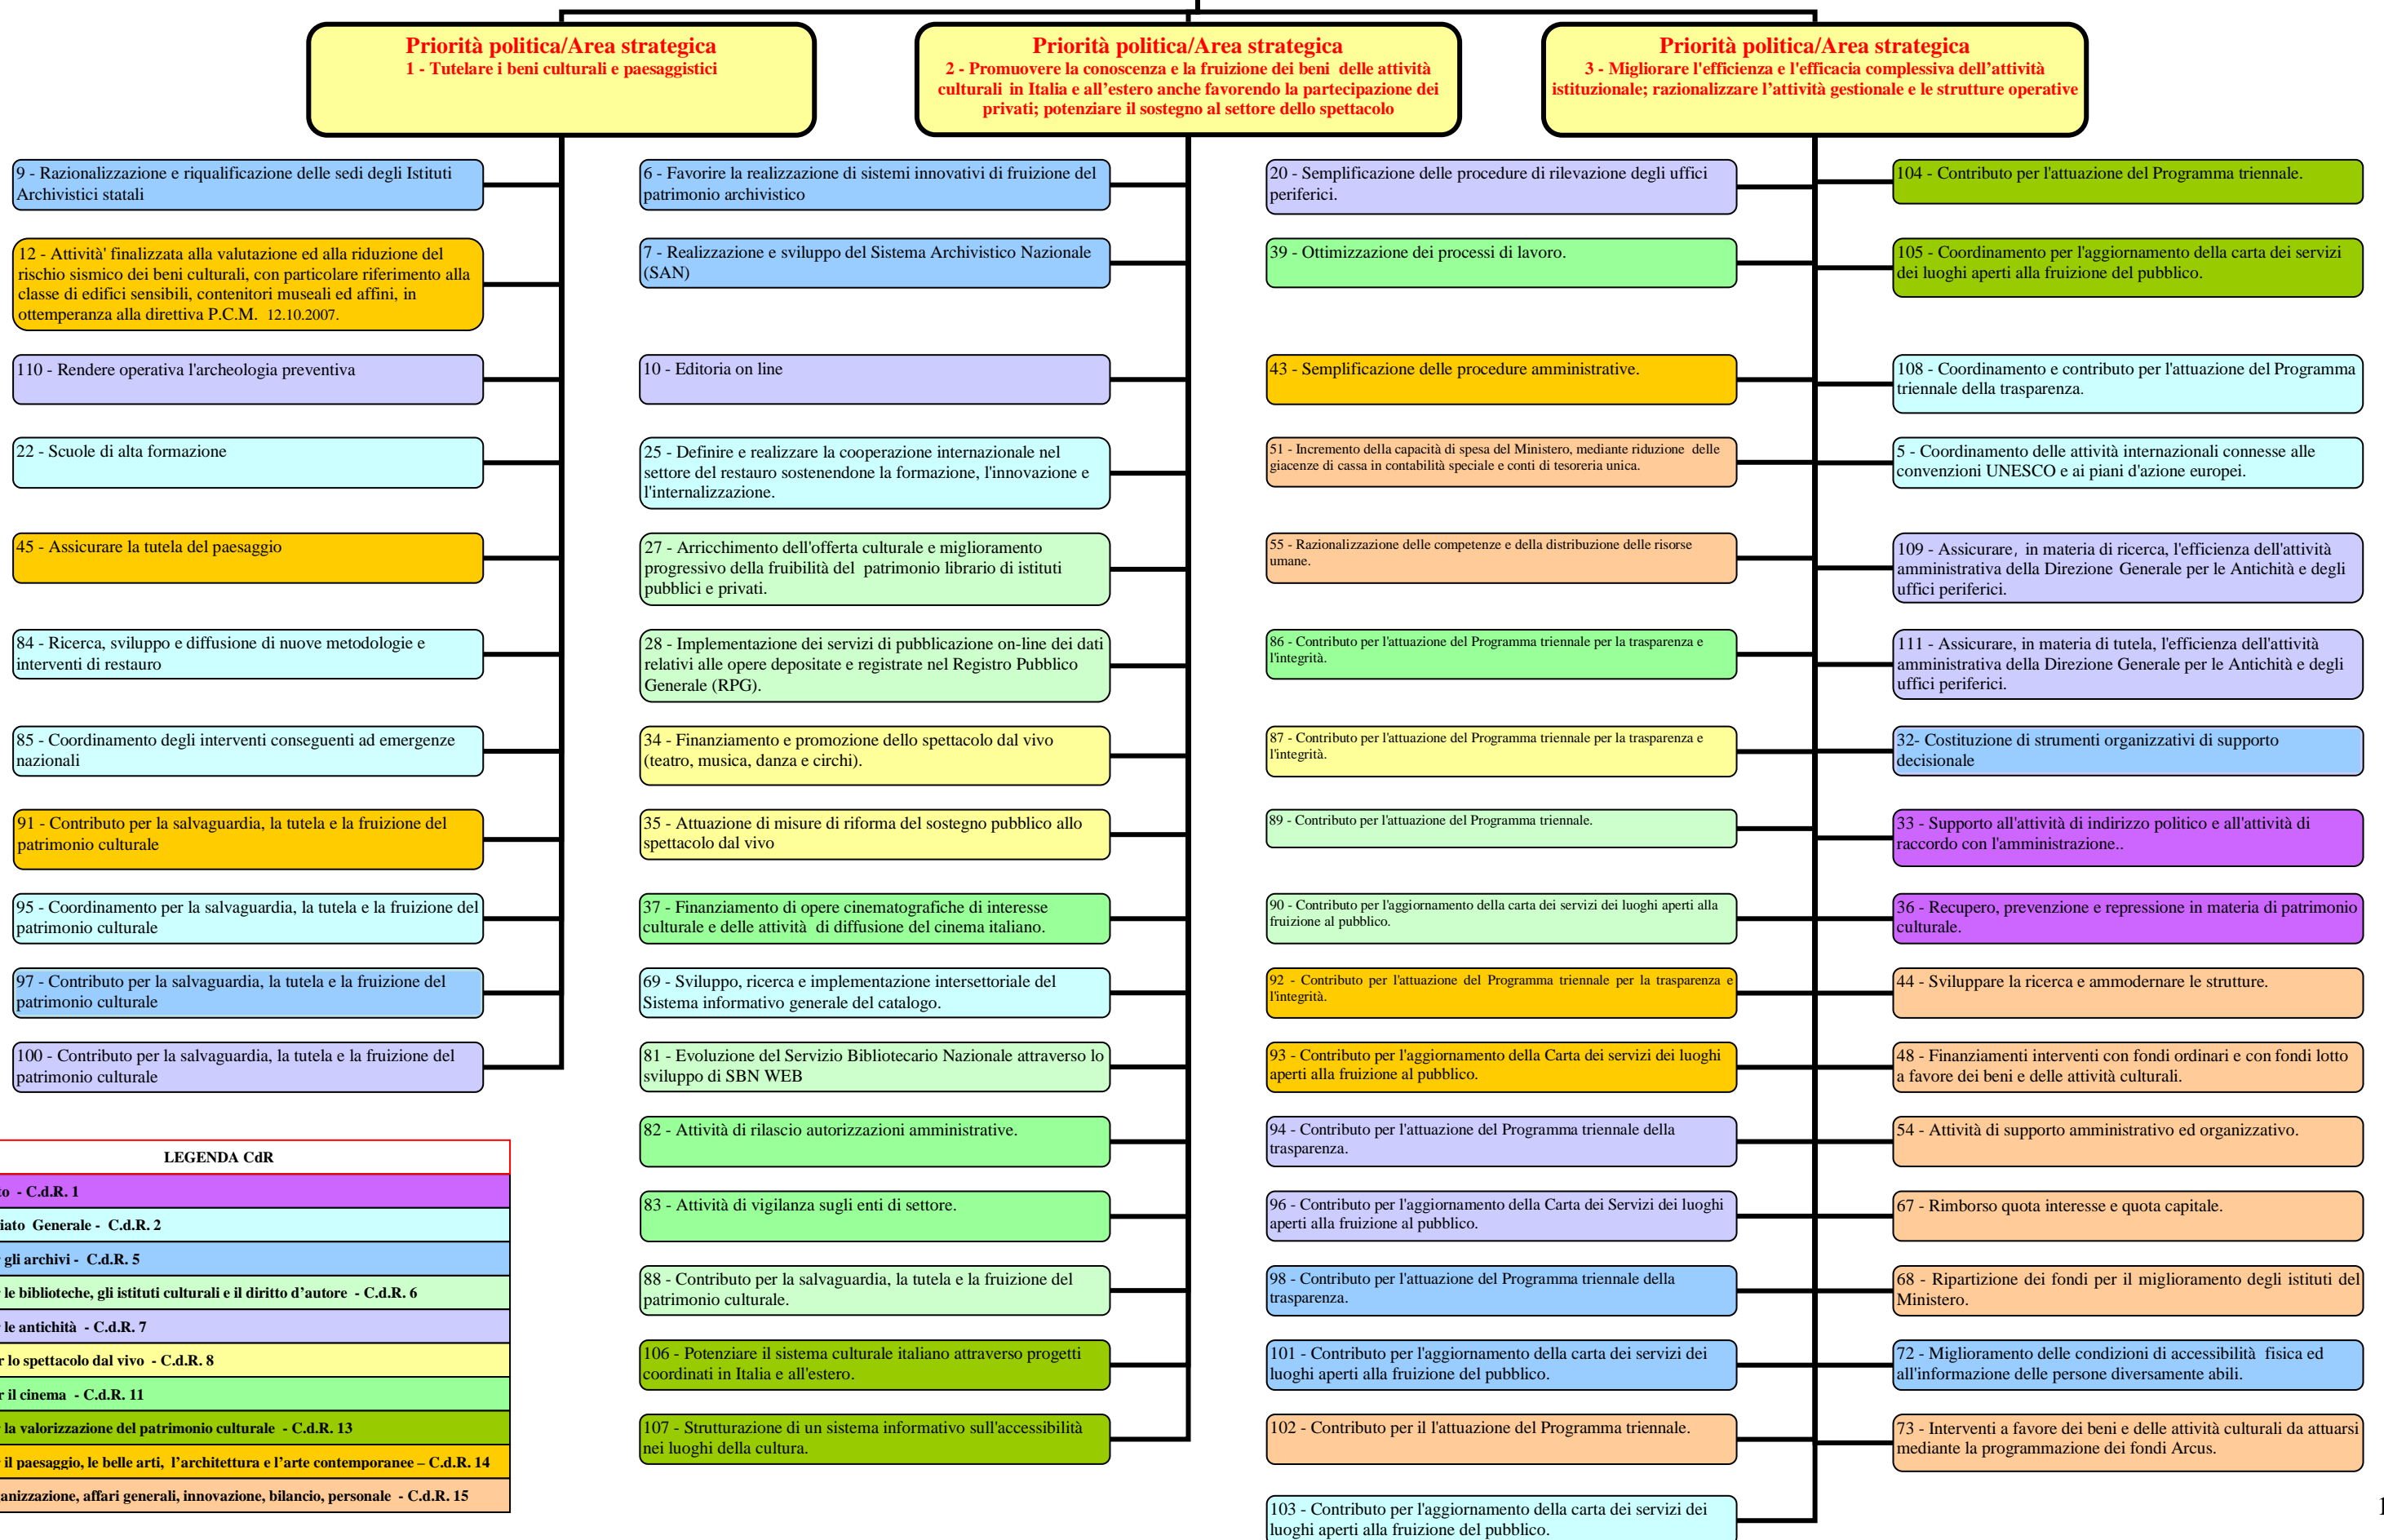 Priorità politica/Area strategica
1 - Tutelare i beni culturali e paesaggistici
Priorità politica/Area strategica
2 - Promuovere la conoscenza e la fruizione dei beni delle attività
culturali in Italia e all'estero anche favorendo la partecipazione dei
privati; potenziare il sostegno al settore dello spettacolo
Priorità politica/Area strategica
3 - Migliorare l'efficienza e l'efficacia complessiva dell'attività
istituzionale; razionalizzare l'attività gestionale e le strutture operative
9 - Razionalizzazione e riqualificazione delle sedi degli Istituti
Archivistici statali
12 - Attività' finalizzata alla valutazione ed alla riduzione del
rischio sismico dei beni culturali, con particolare riferimento alla
classe di edifici sensibili, contenitori museali ed affini, in
ottemperanza alla direttiva P.C.M. 12.10.2007.
110 - Rendere operativa l'archeologia preventiva
22 - Scuole di alta formazione
45 - Assicurare la tutela del paesaggio
84 - Ricerca, sviluppo e diffusione di nuove metodologie e
interventi di restauro
85 - Coordinamento degli interventi conseguenti ad emergenze
nazionali
91 - Contributo per la salvaguardia, la tutela e la fruizione del
patrimonio culturale
95 - Coordinamento per la salvaguardia, la tutela e la fruizione del
patrimonio culturale
97 - Contributo per la salvaguardia, la tutela e la fruizione del
patrimonio culturale
100 - Contributo per la salvaguardia, la tutela e la fruizione del
patrimonio culturale
6 - Favorire la realizzazione di sistemi innovativi di fruizione del
patrimonio archivistico
7 - Realizzazione e sviluppo del Sistema Archivistico Nazionale
(SAN)
10 - Editoria on line
25 - Definire e realizzare la cooperazione internazionale nel
settore del restauro sostenendone la formazione, l'innovazione e
l'internalizzazione.
27 - Arricchimento dell'offerta culturale e miglioramento
progressivo della fruibilità del patrimonio librario di istituti
pubblici e privati.
28 - Implementazione dei servizi di pubblicazione on-line dei dati
relativi alle opere depositate e registrate nel Registro Pubblico
Generale (RPG).
34 - Finanziamento e promozione dello spettacolo dal vivo
(teatro, musica, danza e circhi).
35 - Attuazione di misure di riforma del sostegno pubblico allo
spettacolo dal vivo
37 - Finanziamento di opere cinematografiche di interesse
culturale e delle attività di diffusione del cinema italiano.
69 - Sviluppo, ricerca e implementazione intersettoriale del
Sistema informativo generale del catalogo.
81 - Evoluzione del Servizio Bibliotecario Nazionale attraverso lo
sviluppo di SBN WEB
82 - Attività di rilascio autorizzazioni amministrative.
83 - Attività di vigilanza sugli enti di settore.
88 - Contributo per la salvaguardia, la tutela e la fruizione del
patrimonio culturale.
106 - Potenziare il sistema culturale italiano attraverso progetti
coordinati in Italia e all'estero.
107 - Strutturazione di un sistema informativo sull'accessibilità
nei luoghi della cultura.
20 - Semplificazione delle procedure di rilevazione degli uffici
periferici.
39 - Ottimizzazione dei processi di lavoro.
43 - Semplificazione delle procedure amministrative.
51 - Incremento della capacità di spesa del Ministero, mediante riduzione delle
giacenze di cassa in contabilità speciale e conti di tesoreria unica.
55 - Razionalizzazione delle competenze e della distribuzione delle risorse
umane.
86 - Contributo per l'attuazione del Programma triennale per la trasparenza e
l'integrità.
87 - Contributo per l'attuazione del Programma triennale per la trasparenza e
l'integrità.
89 - Contributo per l'attuazione del Programma triennale.
90 - Contributo per l'aggiornamento della carta dei servizi dei luoghi aperti alla
fruizione al pubblico.
92 - Contributo per l'attuazione del Programma triennale per la trasparenza e
l'integrità.
93 - Contributo per l'aggiornamento della Carta dei servizi dei luoghi
aperti alla fruizione al pubblico.
94 - Contributo per l'attuazione del Programma triennale della
trasparenza.
96 - Contributo per l'aggiornamento della Carta dei Servizi dei luoghi
aperti alla fruizione al pubblico.
98 - Contributo per l'attuazione del Programma triennale della
trasparenza.
101 - Contributo per l'aggiornamento della carta dei servizi dei
luoghi aperti alla fruizione del pubblico.
102 - Contributo per il l'attuazione del Programma triennale.
103 - Contributo per l'aggiornamento della carta dei servizi dei
luoghi aperti alla fruizione del pubblico.
104 - Contributo per l'attuazione del Programma triennale.
105 - Coordinamento per l'aggiornamento della carta dei servizi
dei luoghi aperti alla fruizione del pubblico.
108 - Coordinamento e contributo per l'attuazione del Programma
triennale della trasparenza.
5 - Coordinamento delle attività internazionali connesse alle
convenzioni UNESCO e ai piani d'azione europei.
109 - Assicurare, in materia di ricerca, l'efficienza dell'attività
amministrativa della Direzione Generale per le Antichità e degli
uffici periferici.
111 - Assicurare, in materia di tutela, l'efficienza dell'attività
amministrativa della Direzione Generale per le Antichità e degli
uffici periferici.
32- Costituzione di strumenti organizzativi di supporto
decisionale
33 - Supporto all'attività di indirizzo politico e all'attività di
raccordo con l'amministrazione..
36 - Recupero, prevenzione e repressione in materia di patrimonio
culturale.
44 - Sviluppare la ricerca e ammodernare le strutture.
48 - Finanziamenti interventi con fondi ordinari e con fondi lotto
a favore dei beni e delle attività culturali.
54 - Attività di supporto amministrativo ed organizzativo.
67 - Rimborso quota interesse e quota capitale.
68 - Ripartizione dei fondi per il miglioramento degli istituti del
Ministero.
72 - Miglioramento delle condizioni di accessibilità fisica ed
all'informazione delle persone diversamente abili.
73 - Interventi a favore dei beni e delle attività culturali da attuarsi
mediante la programmazione dei fondi Arcus.
LEGENDA CdR
to - C.d.R. 1
iato Generale - C.d.R. 2
gli archivi - C.d.R. 5
le biblioteche, gli istituti culturali e il diritto d'autore - C.d.R. 6
le antichità - C.d.R. 7
r lo spettacolo dal vivo - C.d.R. 8
r il cinema - C.d.R. 11
r la valorizzazione del patrimonio culturale - C.d.R. 13
il paesaggio, le belle arti, l'architettura e l'arte contemporanee – C.d.R. 14
anizzazione, affari generali, innovazione, bilancio, personale - C.d.R. 15
1